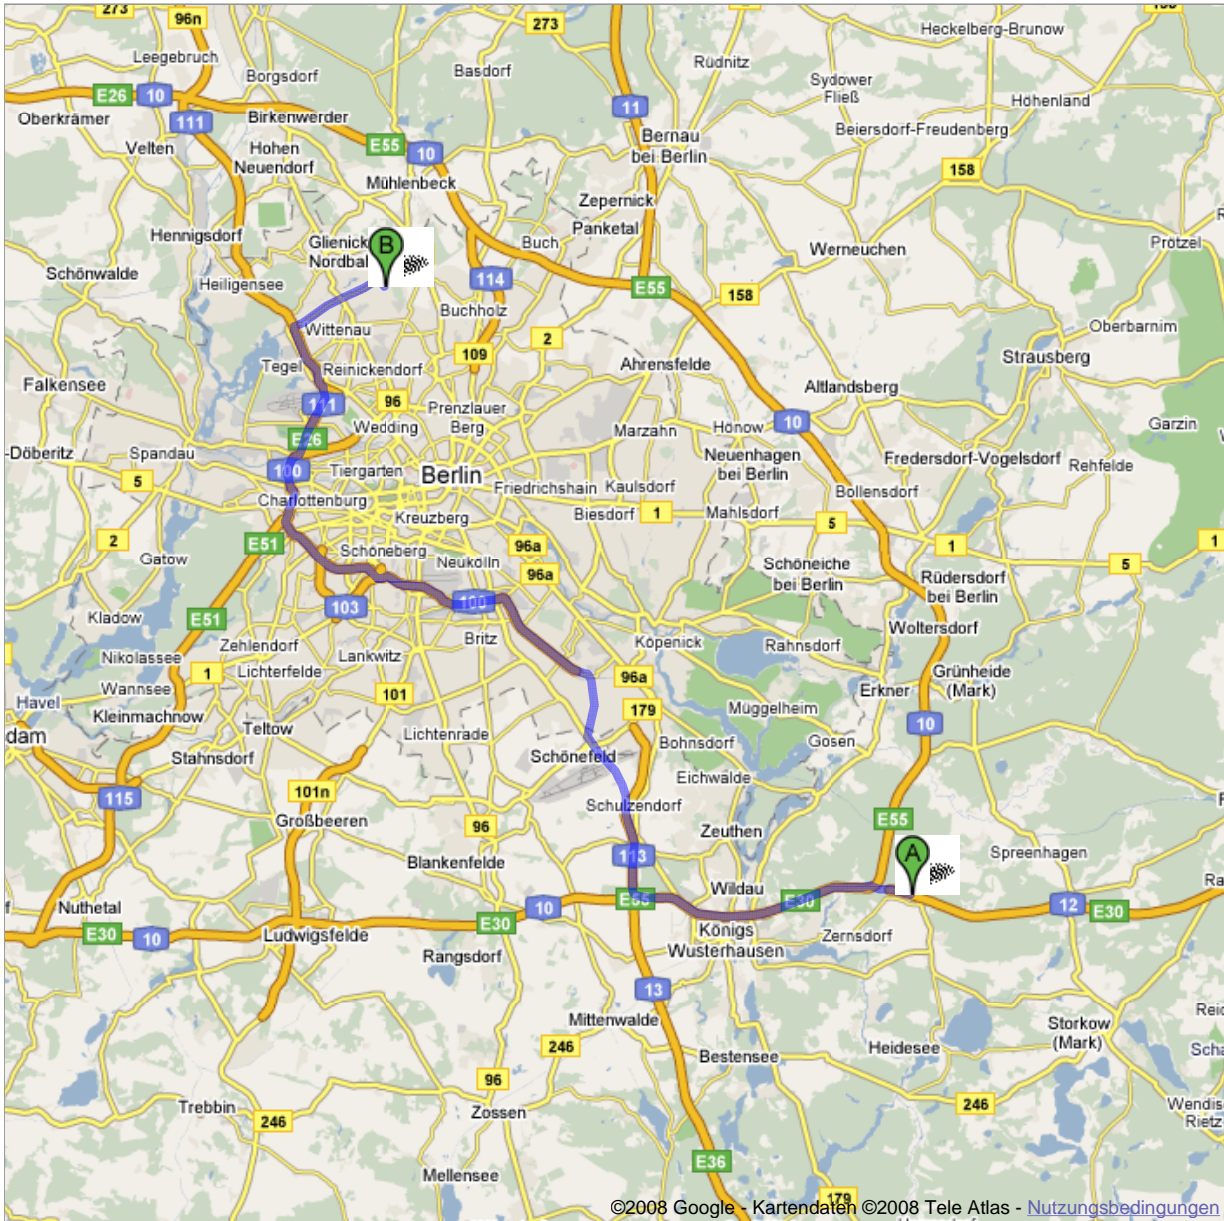 273
96n
273
Heckelberg-Brunow
Leegebruch
Borgsdorf
Basdorf
Rüdnitz
Sydower
Fließ
E26
10
11
Höhenland
Oberkrämer
111
Birkenwerder
Beiersdorf-Freudenberg
Velten
Hohen
Neuendorf
E55
10
Bernau
bei Berlin
158
Mühlenbeck
Zepernick
Panketal
Hennigsdorf
Glienick
Nordbah
B
Buch
Werneuchen
Prötzel
Schönwalde
Heiligensee
114
E55
158
Buchholz
Oberbarnim
Wittenau
2
109
Tegel
Reinickendorf
Ahrensfelde
Strausberg
Falkensee
Altlandsberg
111
96
Prenzlauer
Berg
Wedding
Marzahn
Hönow
10
Garzin
-Döberitz
Spandau
E26
Neuenhagen
bei Berlin
Fredersdorf-Vogelsdorf
Rehfelde
100
Tiergarten
Berlin
5
Friedrichshain
Kaulsdorf
Bollensdorf
Charlottenburg
Biesdorf
1
Mahlsdorf
5
Kreuzberg
2
E51
Schöneberg
96a
1
1
Gatow
Neukölln
96a
Schöneiche
bei Berlin
5
Rüdersdorf
bei Berlin
Kladow
E51
103
100
Woltersdorf
Zehlendorf
Britz
Köpenick
Rahnsdorf
Nikolassee
Lankwitz
Lichterfelde
1
96a
Grünheide
(Mark)
Wannsee
101
Erkner
Havel
Kleinmachnow
179
Müggelheim
10
dam
Teltow
Lichtenrade
Bohnsdorf
Gosen
Stahnsdorf
Schönefeld
Eichwalde
115
101n
Schulzendorf
Großbeeren
96
Zeuthen
E55
A
Blankenfelde
113
Spreenhagen
Wildau
Nuthetal
10
E55
E30
12
E30
E30
10
E30
Ludwigsfelde
Königs
Wusterhausen
Zernsdorf
Rangsdorf
13
Mittenwalde
Storkow
(Mark)
246
Bestensee
Heidesee
96
Trebbin
Zossen
246
246
Wendis
Rietz
E36
Mellensee
179
©2008 Google - Kartendaten ©2008 Tele Atlas - Nutzungsbedingungen